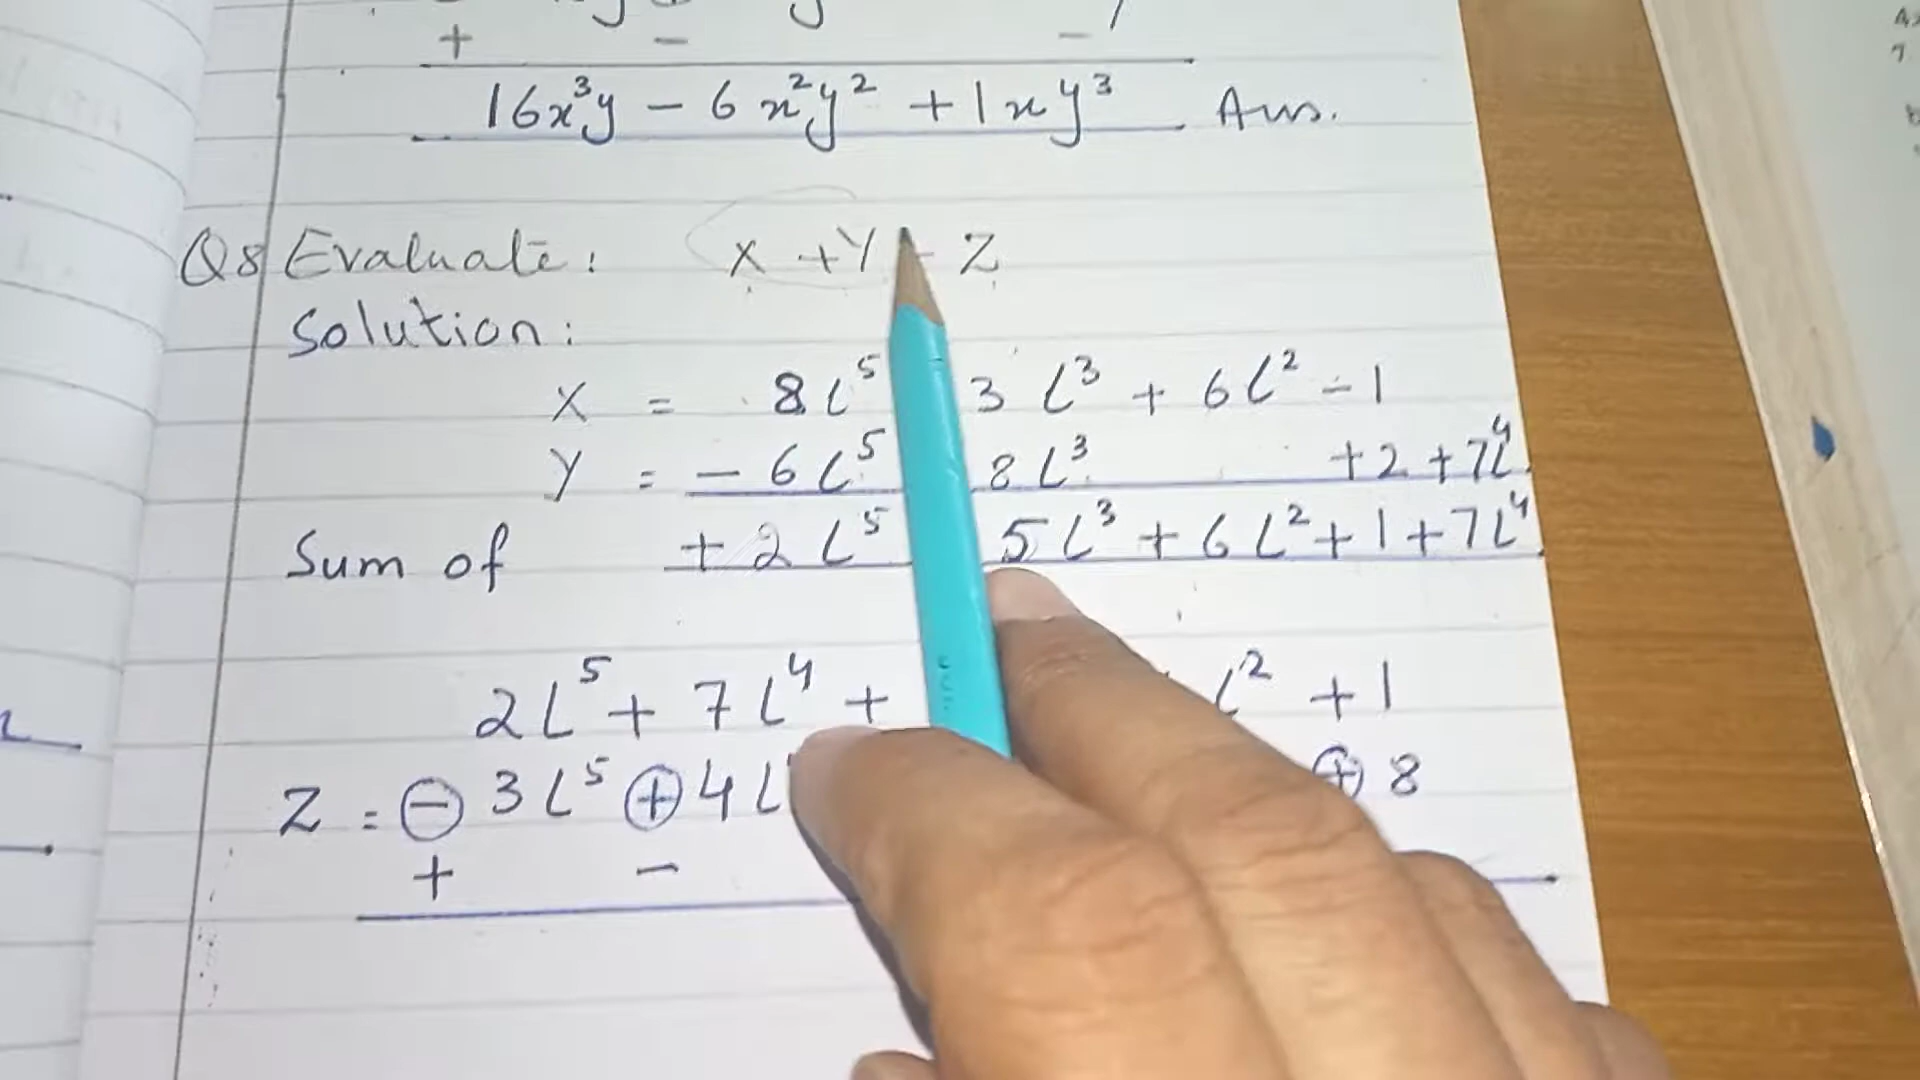 + -
16x³y - 6x²y² + 1xy³ Ans.
Q8 Evaluate: X + Y - Z
Solution:
X = 8L⁵ 3L³ + 6L² - 1
Y = - 6L⁵ 8L³ + 2 + 7L⁴
Sum of + 2L⁵ 5L³ + 6L² + 1 + 7L⁴
2L⁵ + 7L⁴ + L² + 1
Z = ⊖ 3L⁵ ⊕ 4L ⊕ 8
+ -